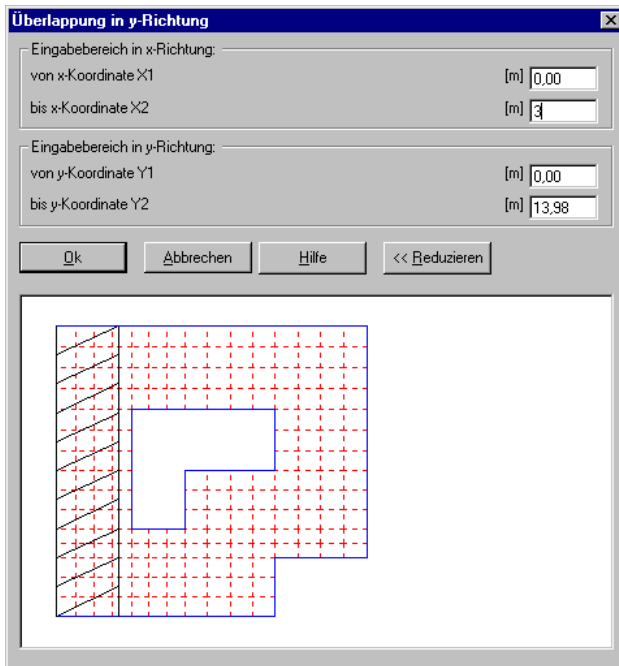 Überlappung in y-Richtung
Eingabebereich in x-Richtung:
von x-Koordinate X1 [m] 0,00
bis x-Koordinate X2 [m] 3
Eingabebereich in y-Richtung:
von y-Koordinate Y1 [m] 0,00
bis y-Koordinate Y2 [m] 13,98
Ok Abbrechen Hilfe << Reduzieren